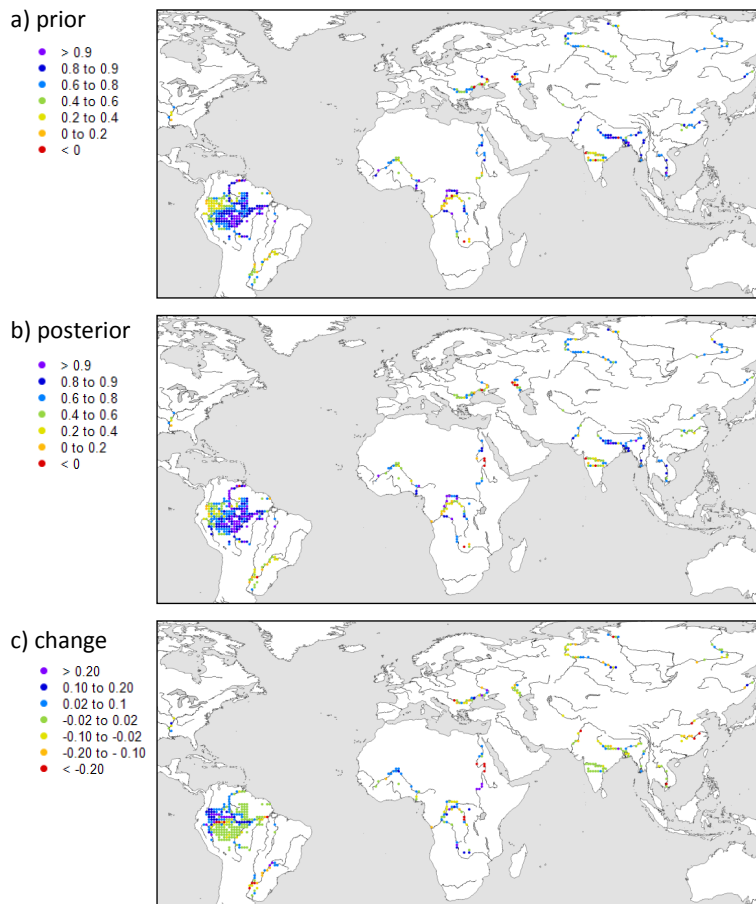 a) prior
> 0.9
0.8 to 0.9
0.6 to 0.8
0.4 to 0.6
0.2 to 0.4
0 to 0.2
< 0
b) posterior
> 0.9
0.8 to 0.9
0.6 to 0.8
0.4 to 0.6
0.2 to 0.4
0 to 0.2
< 0
c) change
> 0.20
0.10 to 0.20
0.02 to 0.1
-0.02 to 0.02
-0.10 to -0.02
-0.20 to - 0.10
< -0.20